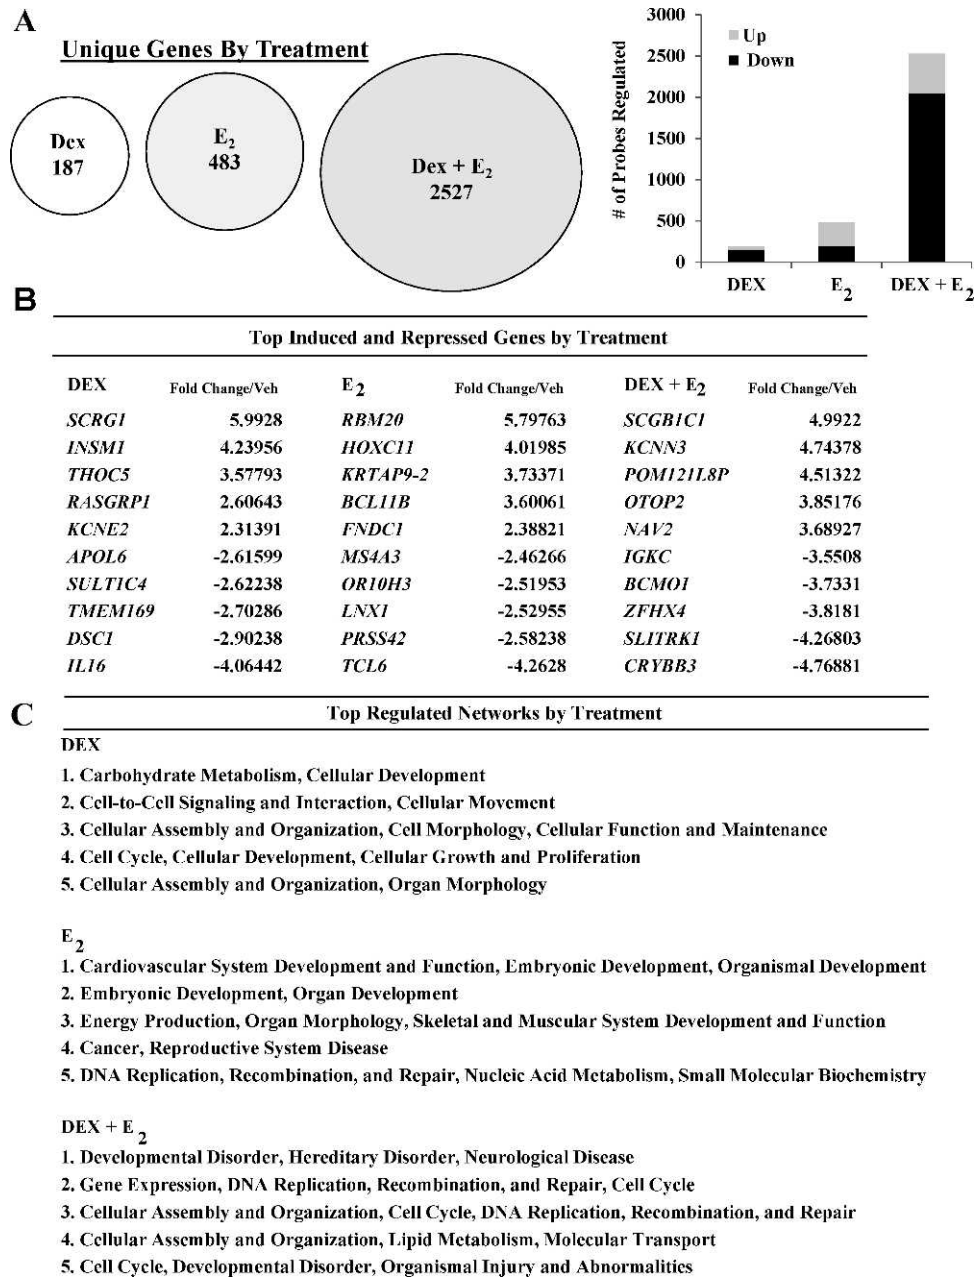 A
Unique Genes By Treatment
Dex
187
E2
483
Dex + E2
2527
# of Probes Regulated
3000
2500
2000
1500
1000
500
0
Up
Down
DEX
E2
DEX + E2
B
Top Induced and Repressed Genes by Treatment
DEX Fold Change/Veh E2 Fold Change/Veh DEX + E2 Fold Change/Veh
SCRG1 5.9928 RBM20 5.79763 SCGB1C1 4.9922
INSM1 4.23956 HOXC11 4.01985 KCNN3 4.74378
THOC5 3.57793 KRTAP9-2 3.73371 POM121L8P 4.51322
RASGRP1 2.60643 BCL11B 3.60061 OTOP2 3.85176
KCNE2 2.31391 FNDC1 2.38821 NAV2 3.68927
APOL6 -2.61599 MS4A3 -2.46266 IGKC -3.5508
SULT1C4 -2.62238 OR10H3 -2.51953 BCMO1 -3.7331
TMEM169 -2.70286 LNX1 -2.52955 ZFHX4 -3.8181
DSC1 -2.90238 PRSS42 -2.58238 SLITRK1 -4.26803
IL16 -4.06442 TCL6 -4.2628 CRYBB3 -4.76881
C
Top Regulated Networks by Treatment
DEX
1. Carbohydrate Metabolism, Cellular Development
2. Cell-to-Cell Signaling and Interaction, Cellular Movement
3. Cellular Assembly and Organization, Cell Morphology, Cellular Function and Maintenance
4. Cell Cycle, Cellular Development, Cellular Growth and Proliferation
5. Cellular Assembly and Organization, Organ Morphology
E2
1. Cardiovascular System Development and Function, Embryonic Development, Organismal Development
2. Embryonic Development, Organ Development
3. Energy Production, Organ Morphology, Skeletal and Muscular System Development and Function
4. Cancer, Reproductive System Disease
5. DNA Replication, Recombination, and Repair, Nucleic Acid Metabolism, Small Molecular Biochemistry
DEX + E2
1. Developmental Disorder, Hereditary Disorder, Neurological Disease
2. Gene Expression, DNA Replication, Recombination, and Repair, Cell Cycle
3. Cellular Assembly and Organization, Cell Cycle, DNA Replication, Recombination, and Repair
4. Cellular Assembly and Organization, Lipid Metabolism, Molecular Transport
5. Cell Cycle, Developmental Disorder, Organismal Injury and Abnormalities